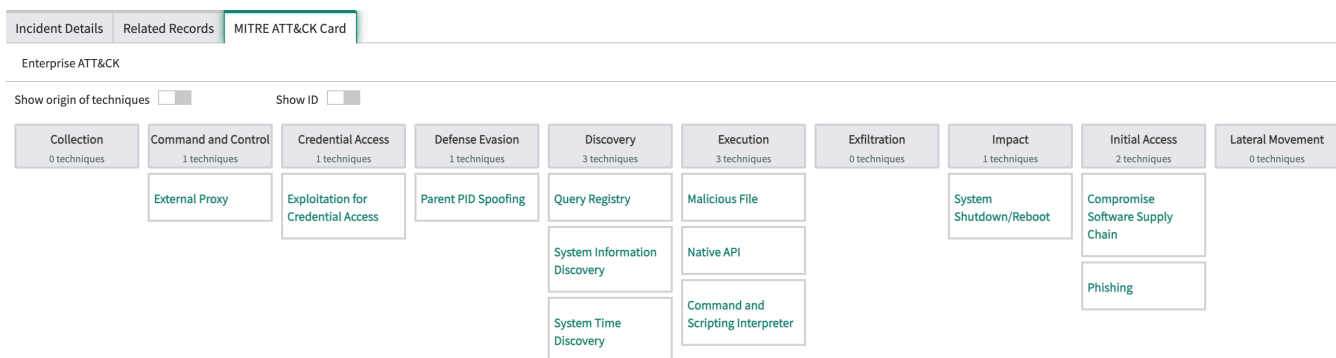 Incident Details Related Records MITRE ATT&CK Card
Enterprise ATT&CK
Show origin of techniques Show ID
Collection
0 techniques
Command and Control
1 techniques
External Proxy
Credential Access
1 techniques
Exploitation for
Credential Access
Defense Evasion
1 techniques
Parent PID Spoofing
Discovery
3 techniques
Query Registry
System Information
Discovery
System Time
Discovery
Execution
3 techniques
Malicious File
Native API
Command and
Scripting Interpreter
Exfiltration
0 techniques
Impact
1 techniques
System
Shutdown/Reboot
Initial Access
2 techniques
Compromise
Software Supply
Chain
Phishing
Lateral Movement
0 techniques